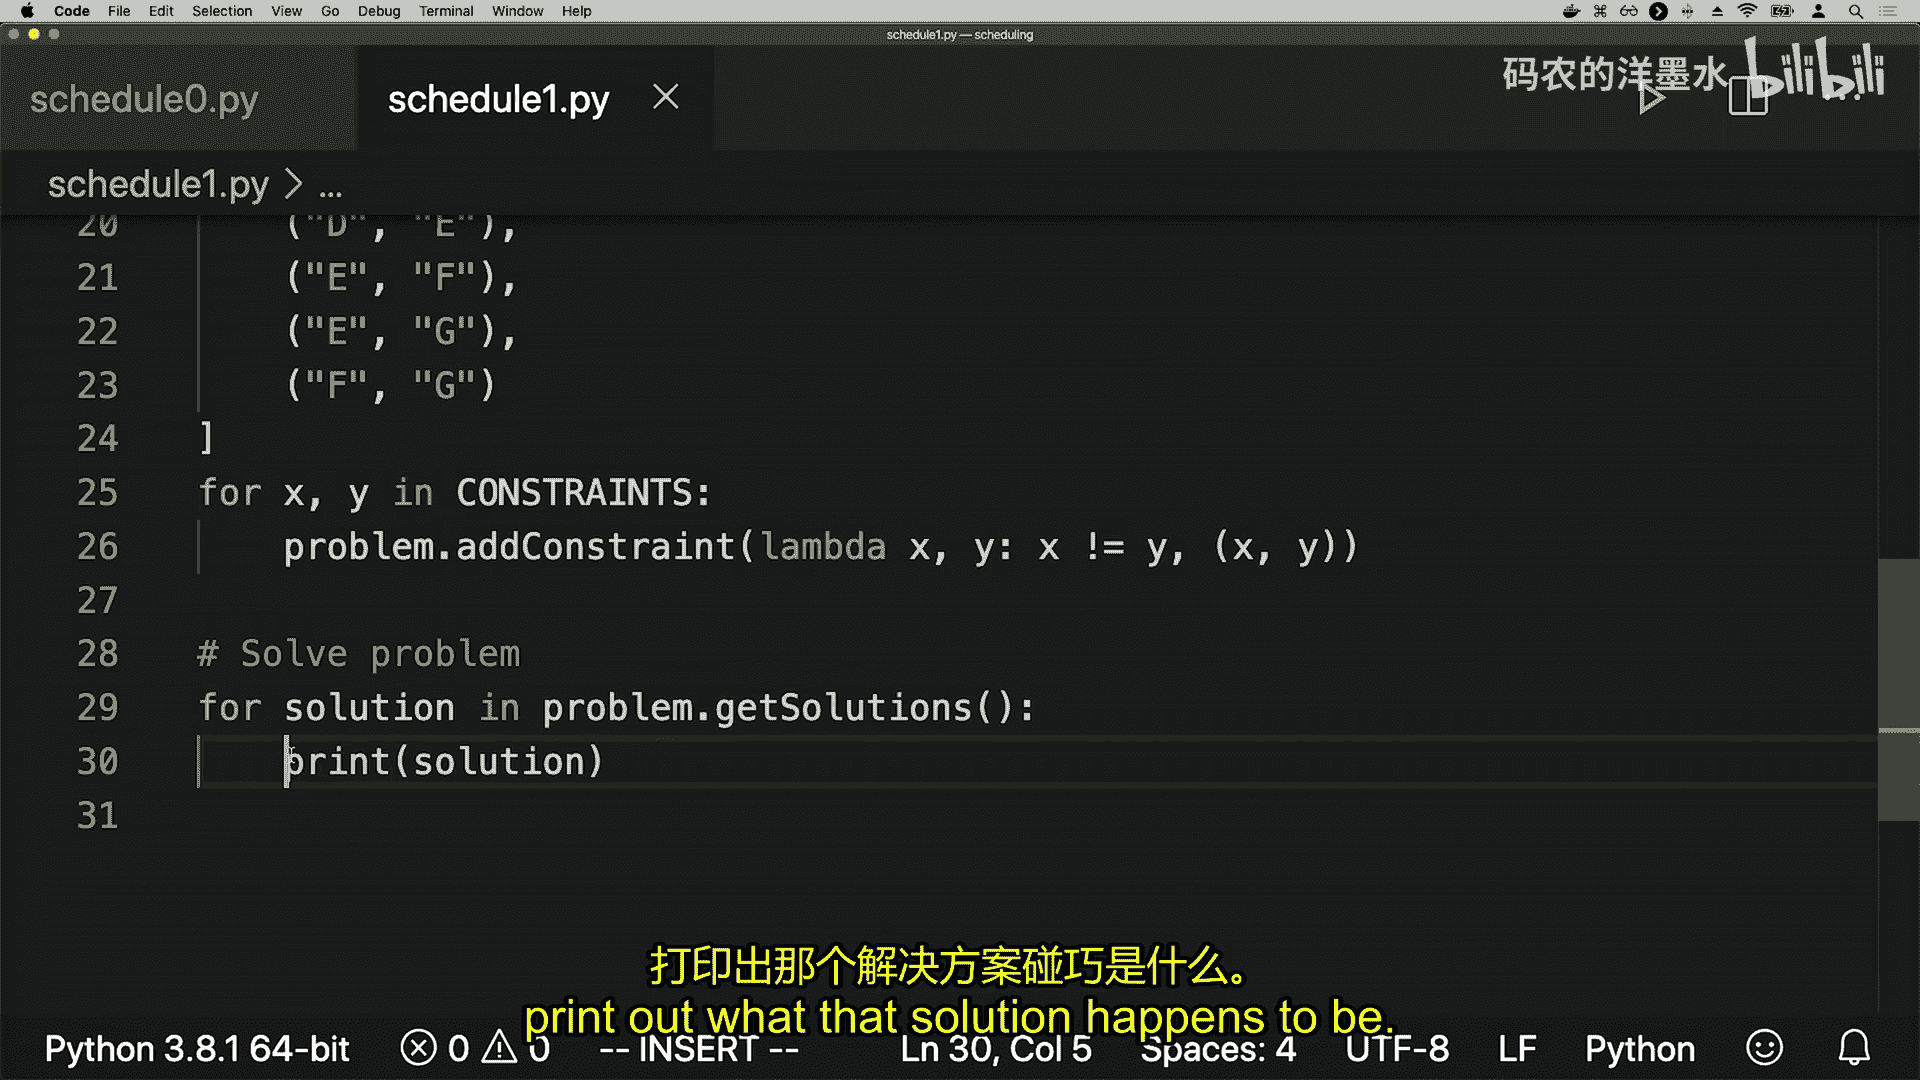 Code File Edit Selection View Go Debug Terminal Window Help
schedule1.py — scheduling
码农的洋墨水 bilibili
schedule0.py schedule1.py
schedule1.py > ...
20 ("D", "E"),
21 ("E", "F"),
22 ("E", "G"),
23 ("F", "G")
24 ]
25 for x, y in CONSTRAINTS:
26 problem.addConstraint(lambda x, y: x != y, (x, y))
27
28 # Solve problem
29 for solution in problem.getSolutions():
30 print(solution)
31
打印出那个解决方案碰巧是什么。
print out what that solution happens to be.
Python 3.8.1 64-bit 0 0 -- INSERT -- Ln 30, Col 5 Spaces: 4 UTF-8 LF Python